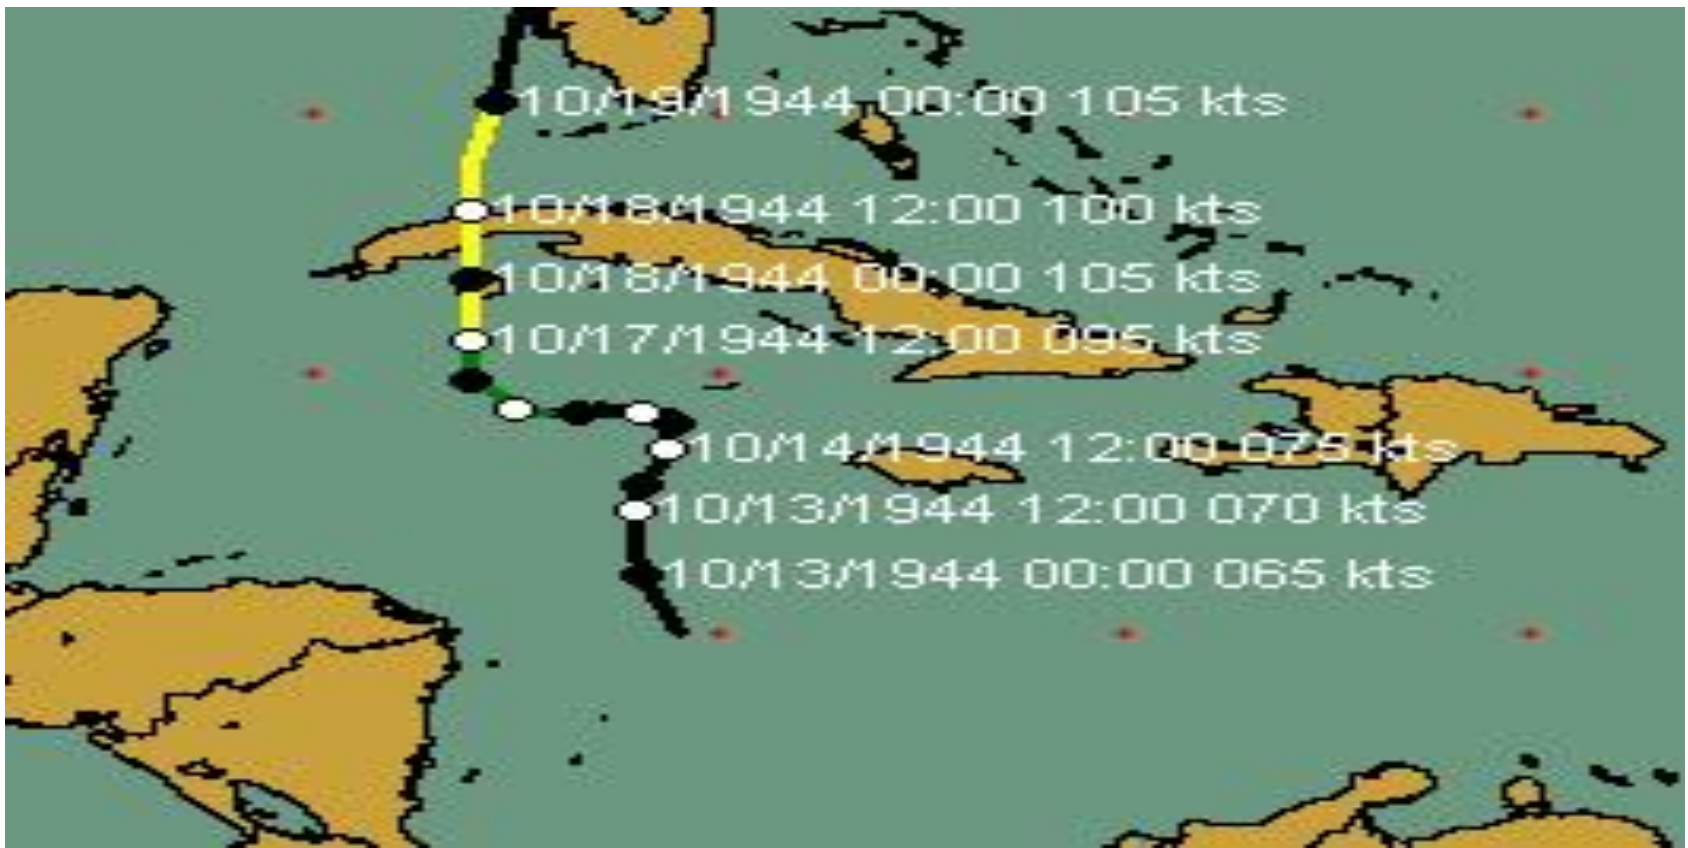 10/19/1944 00:00 105 kts
10/18/1944 12:00 100 kts
10/18/1944 00:00 105 kts
10/17/1944 12:00 095 kts
10/14/1944 12:00 075 kts
10/13/1944 12:00 070 kts
10/13/1944 00:00 065 kts